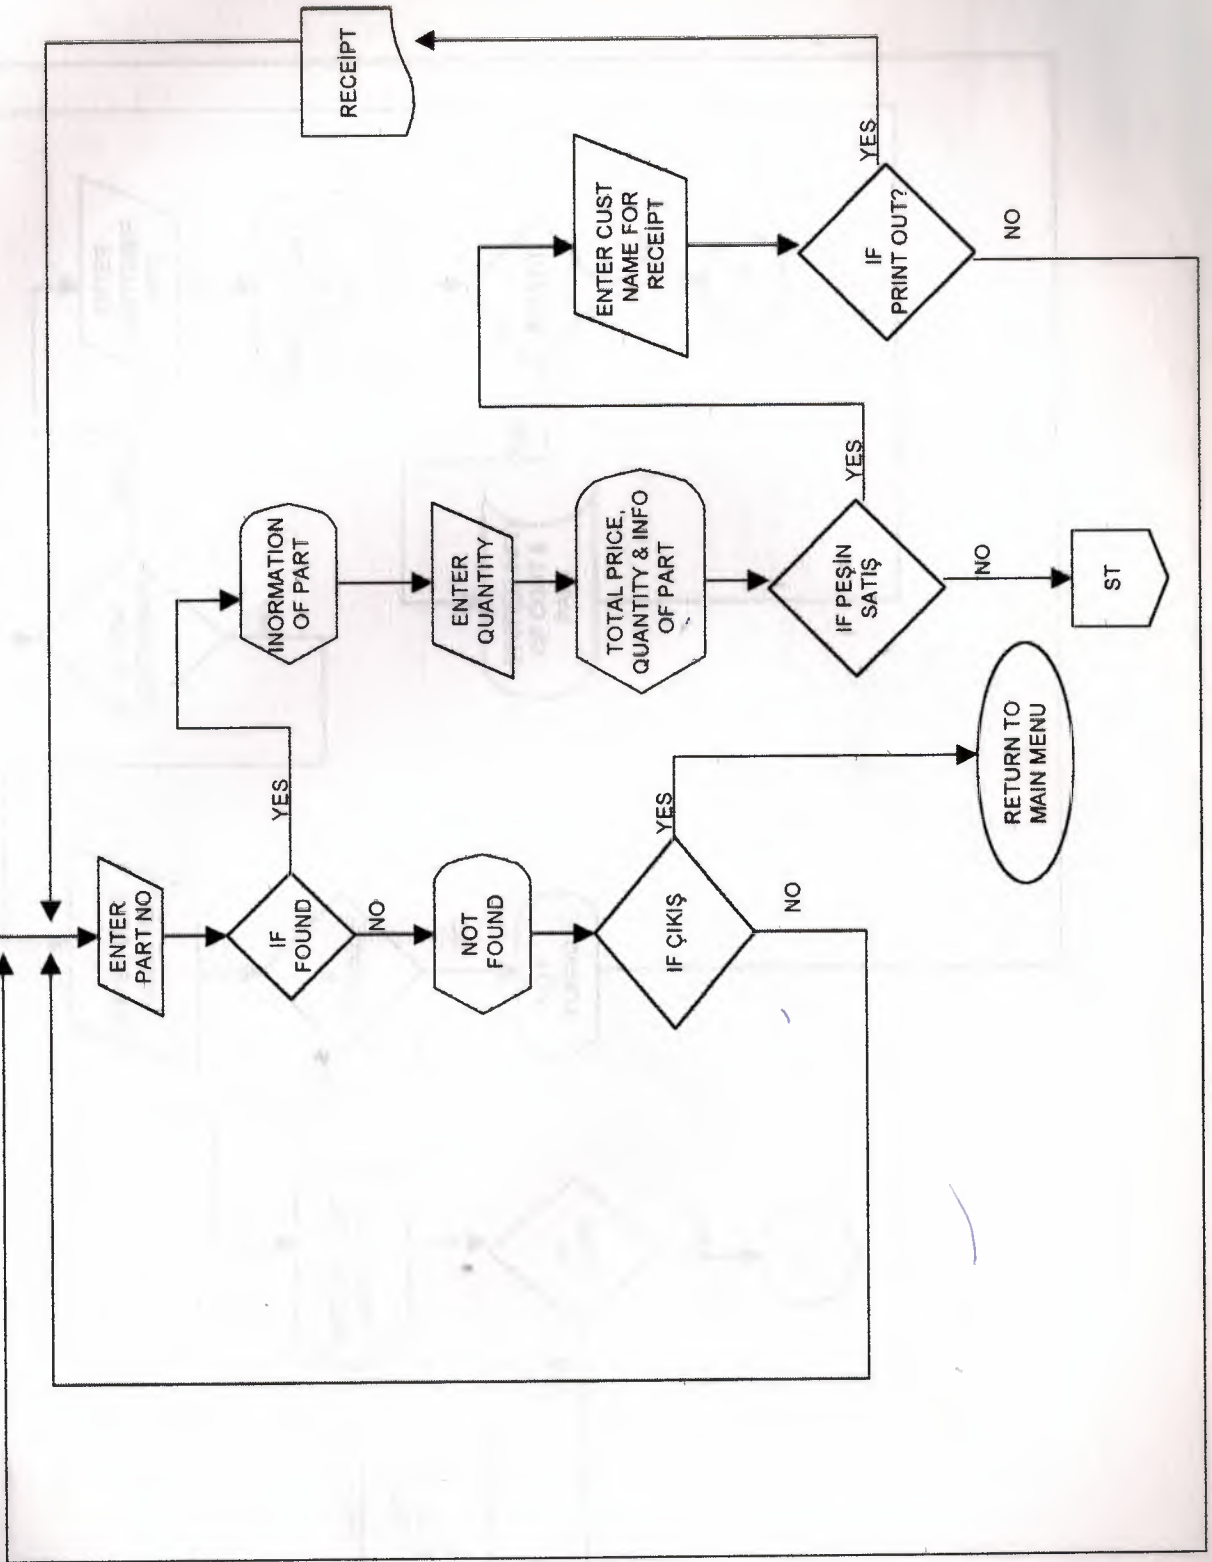 ENTER
PART NO
IF
FOUND
YES
NO
NOT
FOUND
IF ÇIKIŞ
YES
NO
RETURN TO
MAIN MENU
INORMATION
OF PART
ENTER
QUANTITY
TOTAL PRICE,
QUANTITY & INFO
OF PART
IF PEŞİN
SATIŞ
YES
NO
ST
ENTER CUST
NAME FOR
RECEIPT
IF
PRINT OUT?
YES
NO
RECEİPT